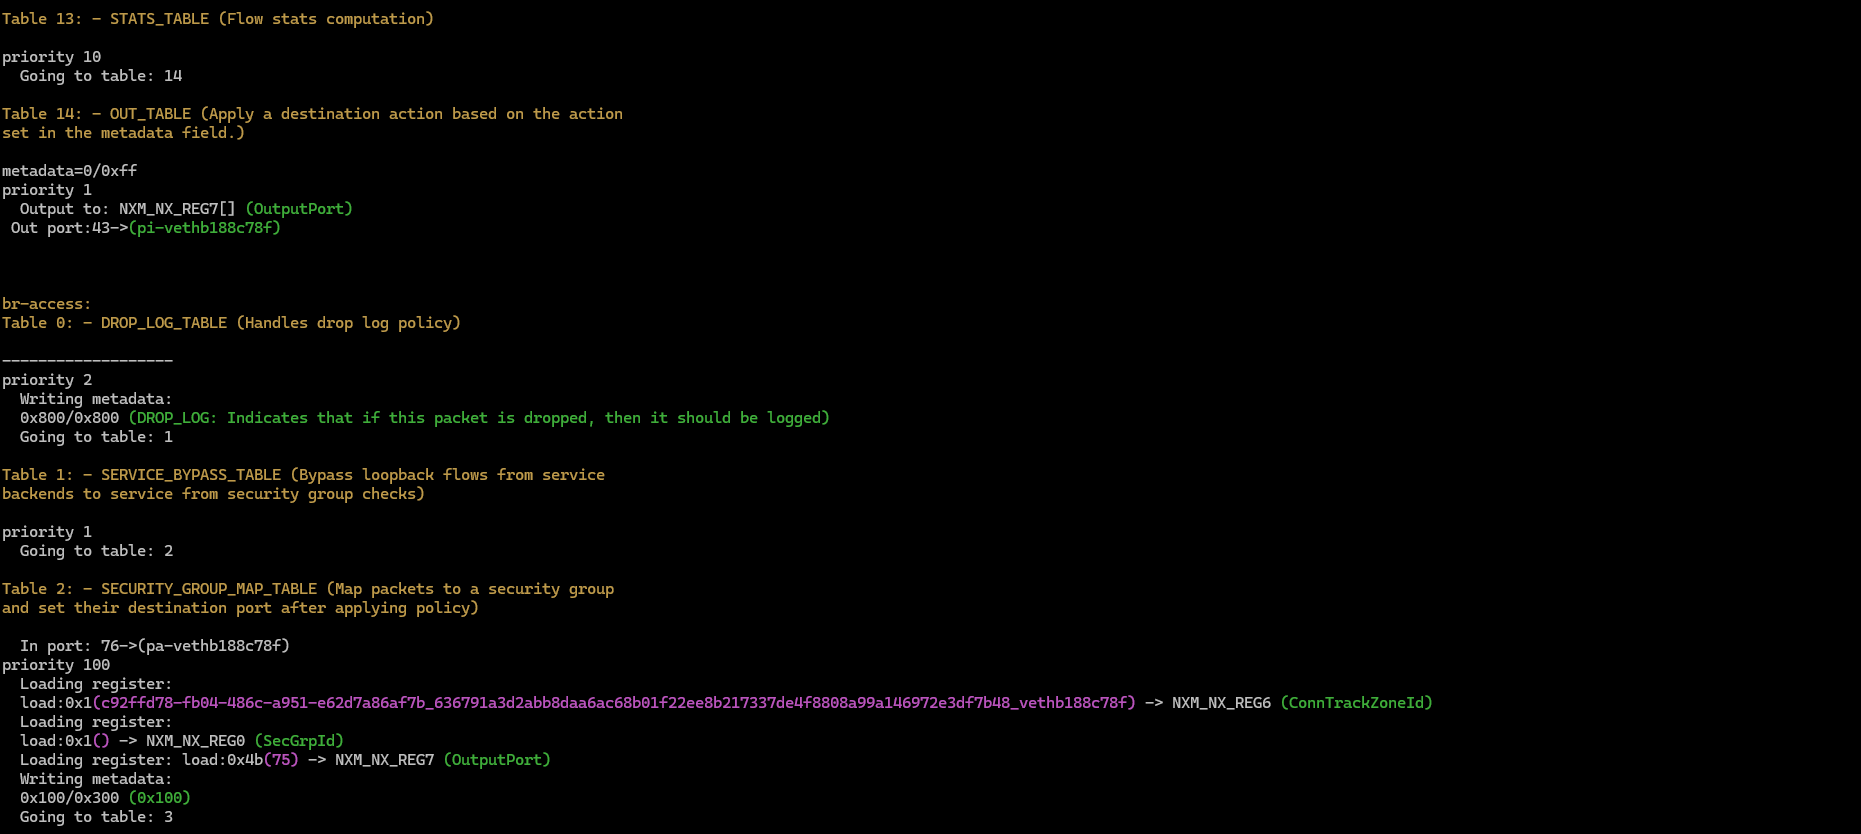 Table 13: - STATS_TABLE (Flow stats computation)
priority 10
Going to table: 14
Table 14: - OUT_TABLE (Apply a destination action based on the action
set in the metadata field.)
metadata=0/0xff
priority 1
Output to: NXM_NX_REG7[] (OutputPort)
Out port:43->(pi-vethb188c78f)
br-access:
Table 0: - DROP_LOG_TABLE (Handles drop log policy)
-------------------
priority 2
Writing metadata:
0x800/0x800 (DROP_LOG: Indicates that if this packet is dropped, then it should be logged)
Going to table: 1
Table 1: - SERVICE_BYPASS_TABLE (Bypass loopback flows from service
backends to service from security group checks)
priority 1
Going to table: 2
Table 2: - SECURITY_GROUP_MAP_TABLE (Map packets to a security group
and set their destination port after applying policy)
In port: 76->(pa-vethb188c78f)
priority 100
Loading register:
load:0x1(c92ffd78-fb04-486c-a951-e62d7a86af7b_636791a3d2abb8daa6ac68b01f22ee8b217337de4f8808a99a146972e3df7b48_vethb188c78f) -> NXM_NX_REG6 (ConnTrackZoneId)
Loading register:
load:0x1() -> NXM_NX_REG0 (SecGrpId)
Loading register: load:0x4b(75) -> NXM_NX_REG7 (OutputPort)
Writing metadata:
0x100/0x300 (0x100)
Going to table: 3